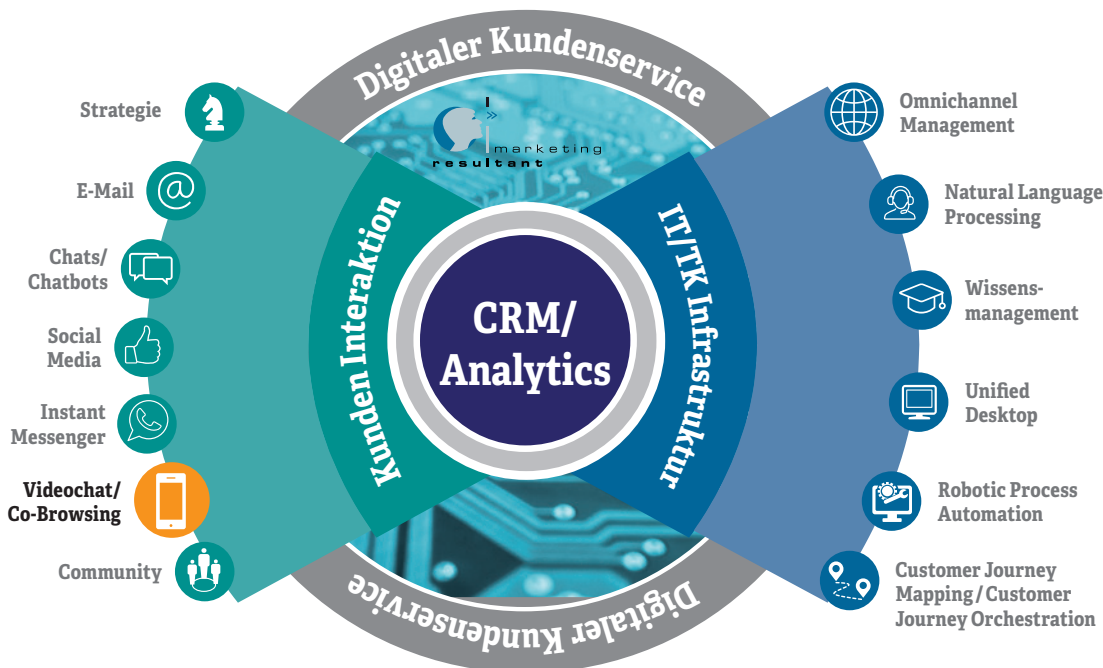 Digitaler Kundenservice
marketing
resultant
Strategie
E-Mail
Chats/
Chatbots
Social
Media
Instant
Messenger
Videochat/
Co-Browsing
Community
Kunden Interaktion
CRM/
Analytics
IT/TK Infrastruktur
Omnichannel
Management
Natural Language
Processing
Wissens-
management
Unified
Desktop
Robotic Process
Automation
Customer Journey
Mapping / Customer
Journey Orchestration
Digitaler Kundenservice